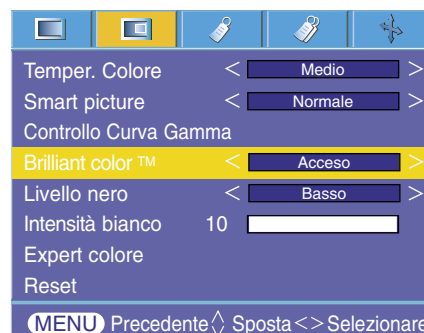 Temper. Colore < Medio >
Smart picture < Normale >
Controllo Curva Gamma
Brilliant color ™ < Acceso >
Livello nero < Basso >
Intensità bianco 10
Expert colore
Reset
MENU Precedente Sposta <> Selezionare